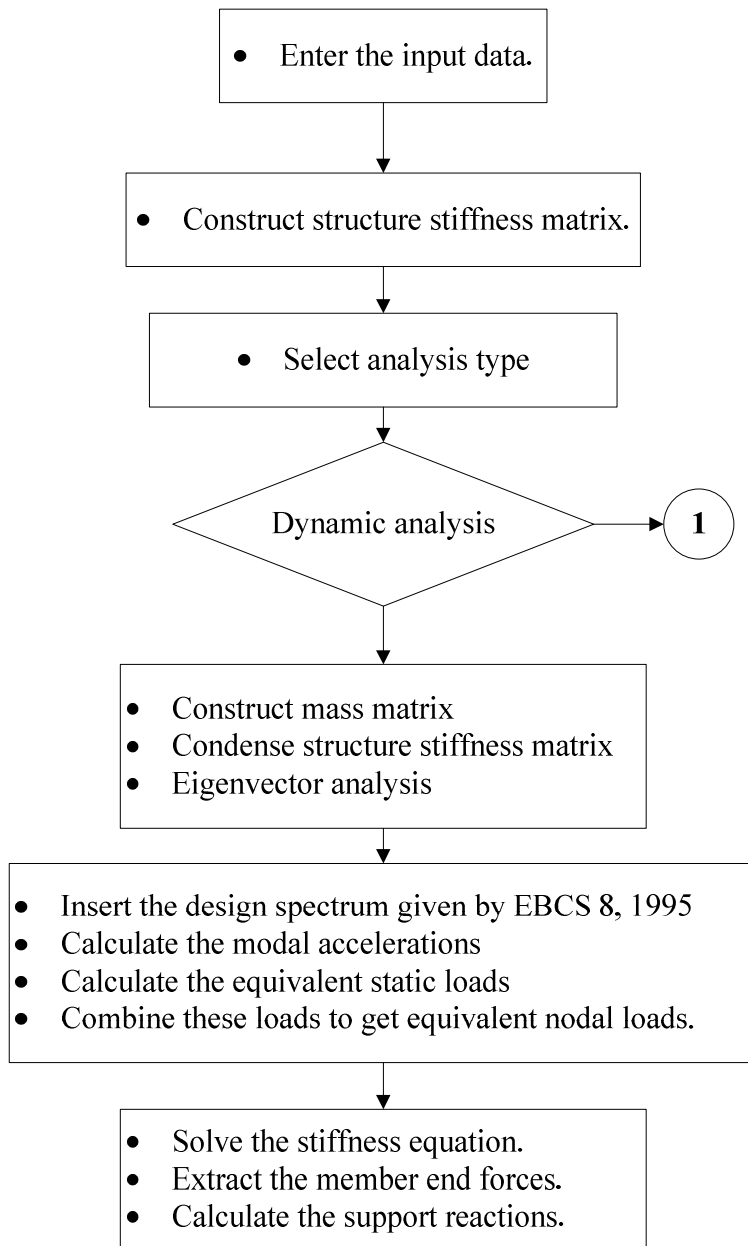 • Enter the input data.
• Construct structure stiffness matrix.
• Select analysis type
Dynamic analysis
1
• Construct mass matrix
• Condense structure stiffness matrix
• Eigenvector analysis
• Insert the design spectrum given by EBCS 8, 1995
• Calculate the modal accelerations
• Calculate the equivalent static loads
• Combine these loads to get equivalent nodal loads.
• Solve the stiffness equation.
• Extract the member end forces.
• Calculate the support reactions.